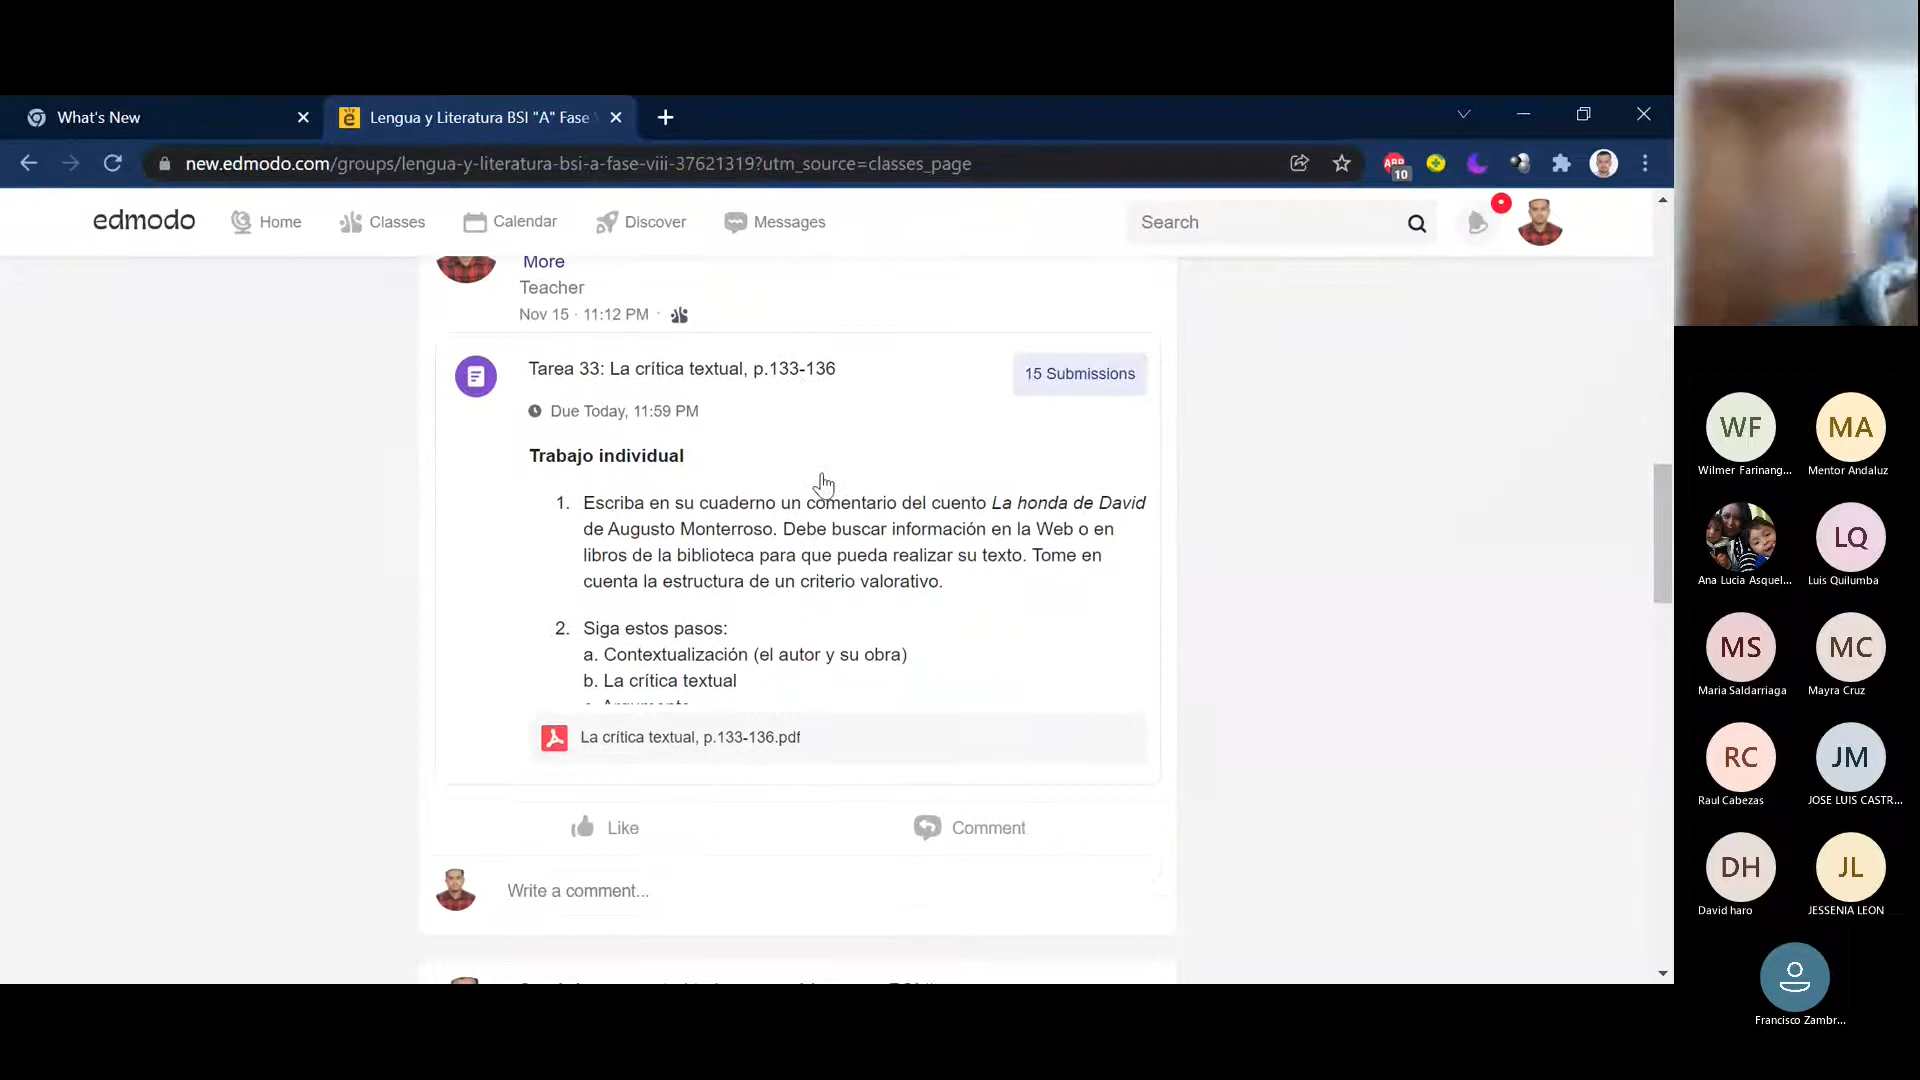 What's New
Lengua y Literatura BSI "A" Fase
new.edmodo.com/groups/lengua-y-literatura-bsi-a-fase-viii-37621319?utm_source=classes_page
ABP
10
edmodo
Home
Classes
Calendar
Discover
Messages
Search
More
Teacher
Nov 15 · 11:12 PM ·
Tarea 33: La crítica textual, p.133-136
15 Submissions
Due Today, 11:59 PM
Trabajo individual
1. Escriba en su cuaderno un comentario del cuento La honda de David
de Augusto Monterroso. Debe buscar información en la Web o en
libros de la biblioteca para que pueda realizar su texto. Tome en
cuenta la estructura de un criterio valorativo.
2. Siga estos pasos:
a. Contextualización (el autor y su obra)
b. La crítica textual
La crítica textual, p.133-136.pdf
Like
Comment
Write a comment...
WF
MA
Wilmer Farinang...
Mentor Andaluz
LQ
Ana Lucia Asquel...
Luis Quilumba
MS
MC
Maria Saldarriaga
Mayra Cruz
RC
JM
Raul Cabezas
JOSE LUIS CASTR...
DH
JL
David haro
JESSENIA LEON
Francisco Zambr...